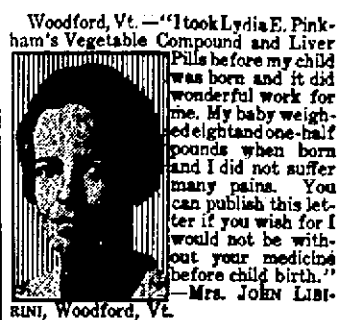 Woodford, Vt.—"I took Lydia E. Pink-
ham's Vegetable Compound and Liver
Pills before my child
was born and it did
wonderful work for
me. My baby weigh-
ed eight and one-half
pounds when born
and I did not suffer
many pains. You
can publish this let-
ter if you wish for I
would not be with-
out your medicine
before child birth."
—Mrs. JOHN LIBI-
RINI, Woodford, Vt.